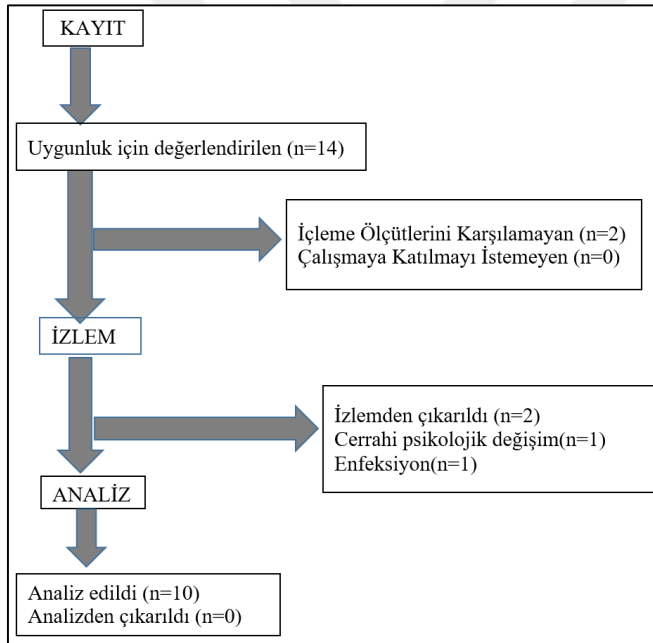 KAYIT
Uygunluk için değerlendirilen (n=14)
İçleme Ölçütlerini Karşılamayan (n=2)
Çalışmaya Katılmayı İstemeyen (n=0)
İZLEM
İzlemden çıkarıldı (n=2)
Cerrahi psikolojik değişim(n=1)
Enfeksiyon(n=1)
ANALİZ
Analiz edildi (n=10)
Analizden çıkarıldı (n=0)